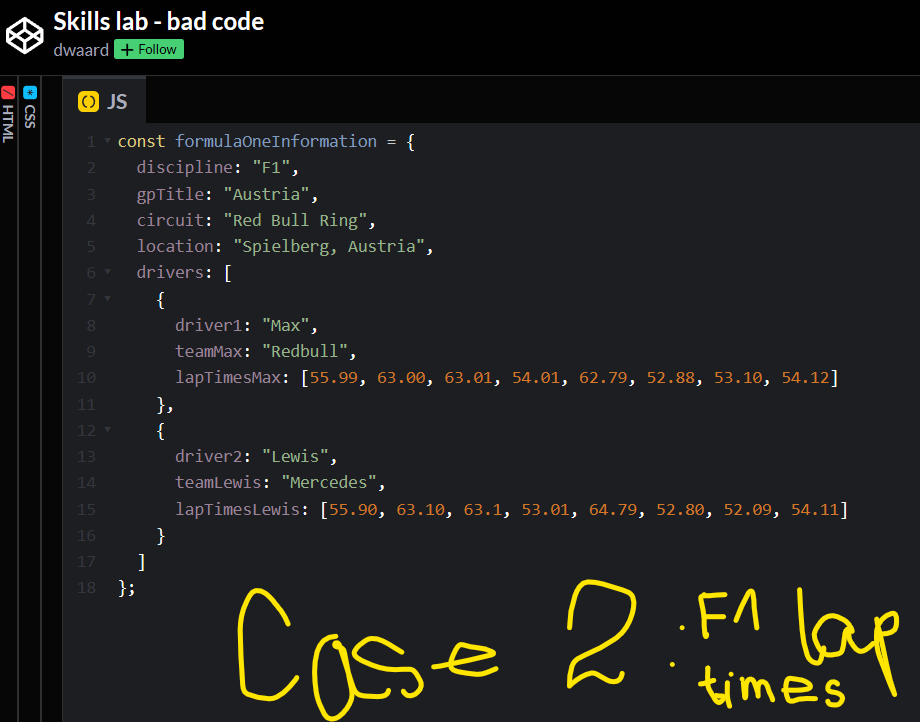 Skills lab - bad code
dwaard + Follow
HTML
CSS
JS
1 const formulaOneInformation = {
2 discipline: "F1",
3 gpTitle: "Austria",
4 circuit: "Red Bull Ring",
5 location: "Spielberg, Austria",
6 drivers: [
7 {
8 driver1: "Max",
9 teamMax: "Redbull",
10 lapTimesMax: [55.99, 63.00, 63.01, 54.01, 62.79, 52.88, 53.10, 54.12]
11 },
12 {
13 driver2: "Lewis",
14 teamLewis: "Mercedes",
15 lapTimesLewis: [55.90, 63.10, 63.1, 53.01, 64.79, 52.80, 52.09, 54.11]
16 }
17 ]
18 };
Case 2 : F1 lap
times